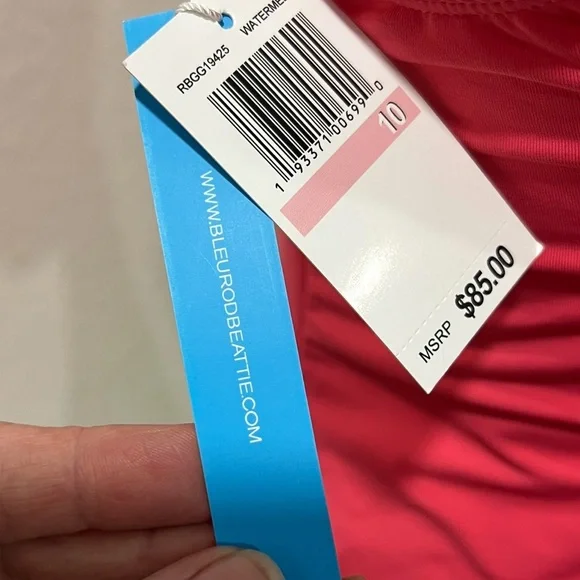 RBGG19425
1 93371 00699 0
10
MSRP $85.00
WWW.BLEURODBEATTIE.COM